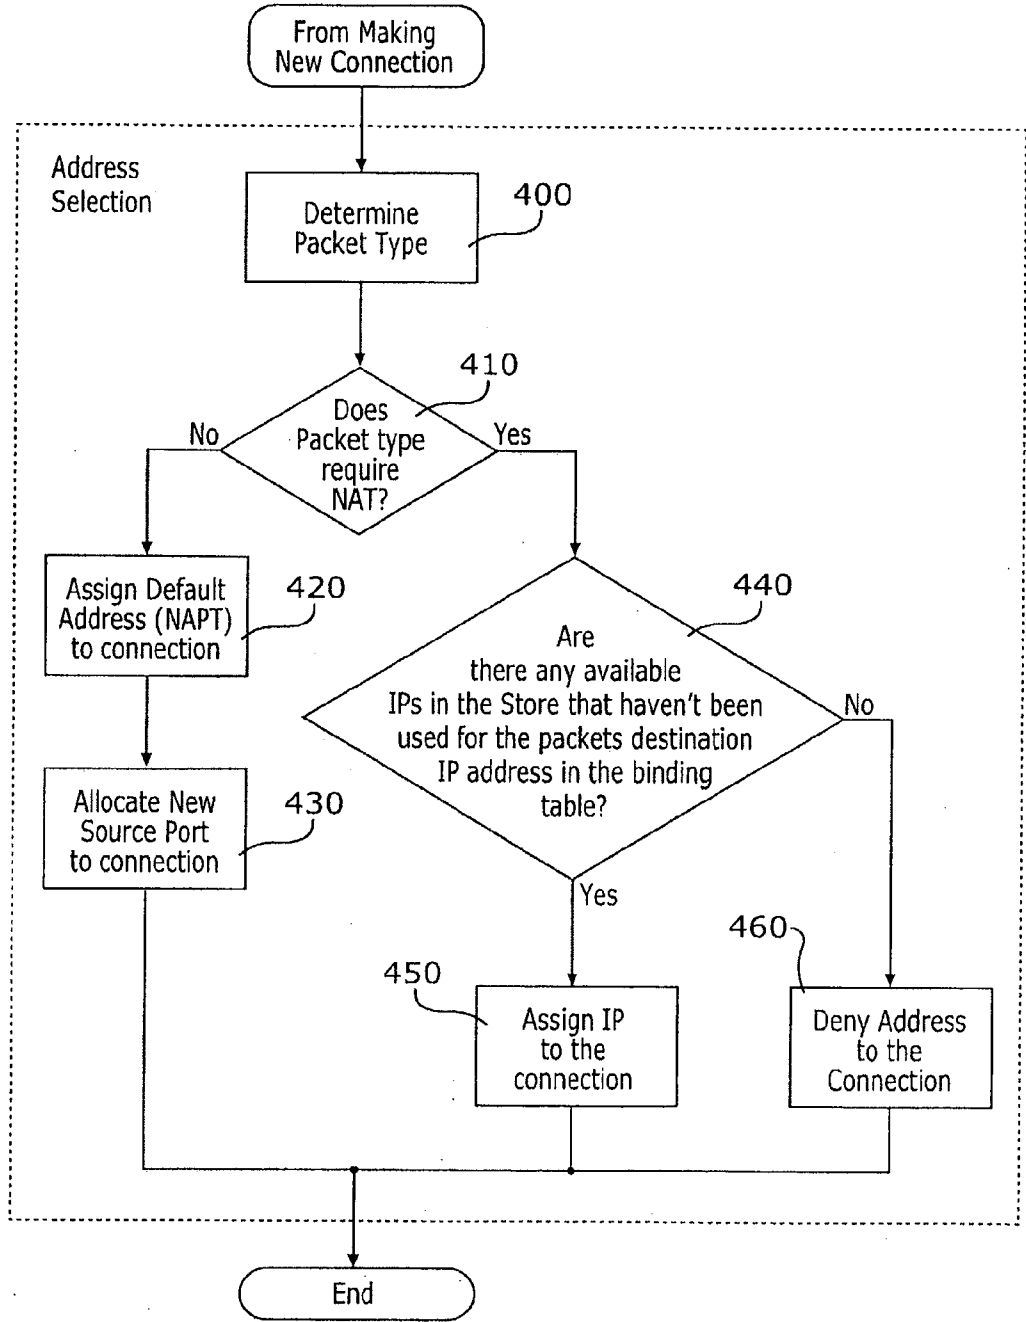 From Making
New Connection
Address
Selection
Determine
Packet Type
400
Does
Packet type
require
NAT?
410
No
Yes
Assign Default
Address (NAPT)
to connection
420
Are
there any available
IPs in the Store that haven't been
used for the packets destination
IP address in the binding
table?
440
No
Yes
Allocate New
Source Port
to connection
430
Assign IP
to the
connection
450
Deny Address
to the
Connection
460
End